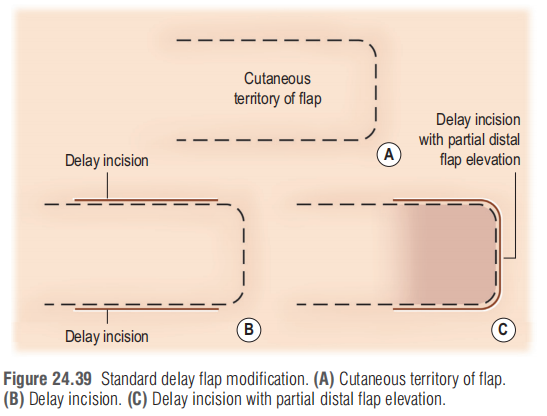 Cutaneous
territory of flap
A
Delay incision
with partial distal
flap elevation
Delay incision
Delay incision
B
C
Figure 24.39 Standard delay flap modification. (A) Cutaneous territory of flap.
(B) Delay incision. (C) Delay incision with partial distal flap elevation.